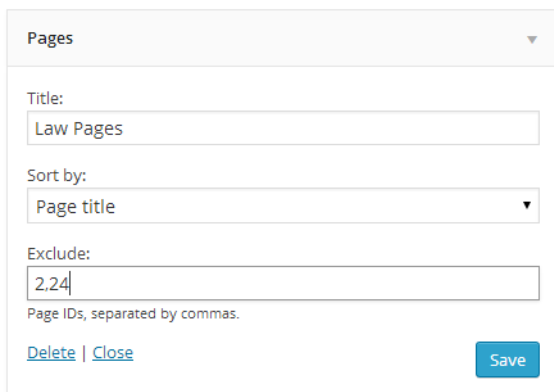 Pages
Title:
Law Pages
Sort by:
Page title
Exclude:
2,24
Page IDs, separated by commas.
Delete | Close
Save